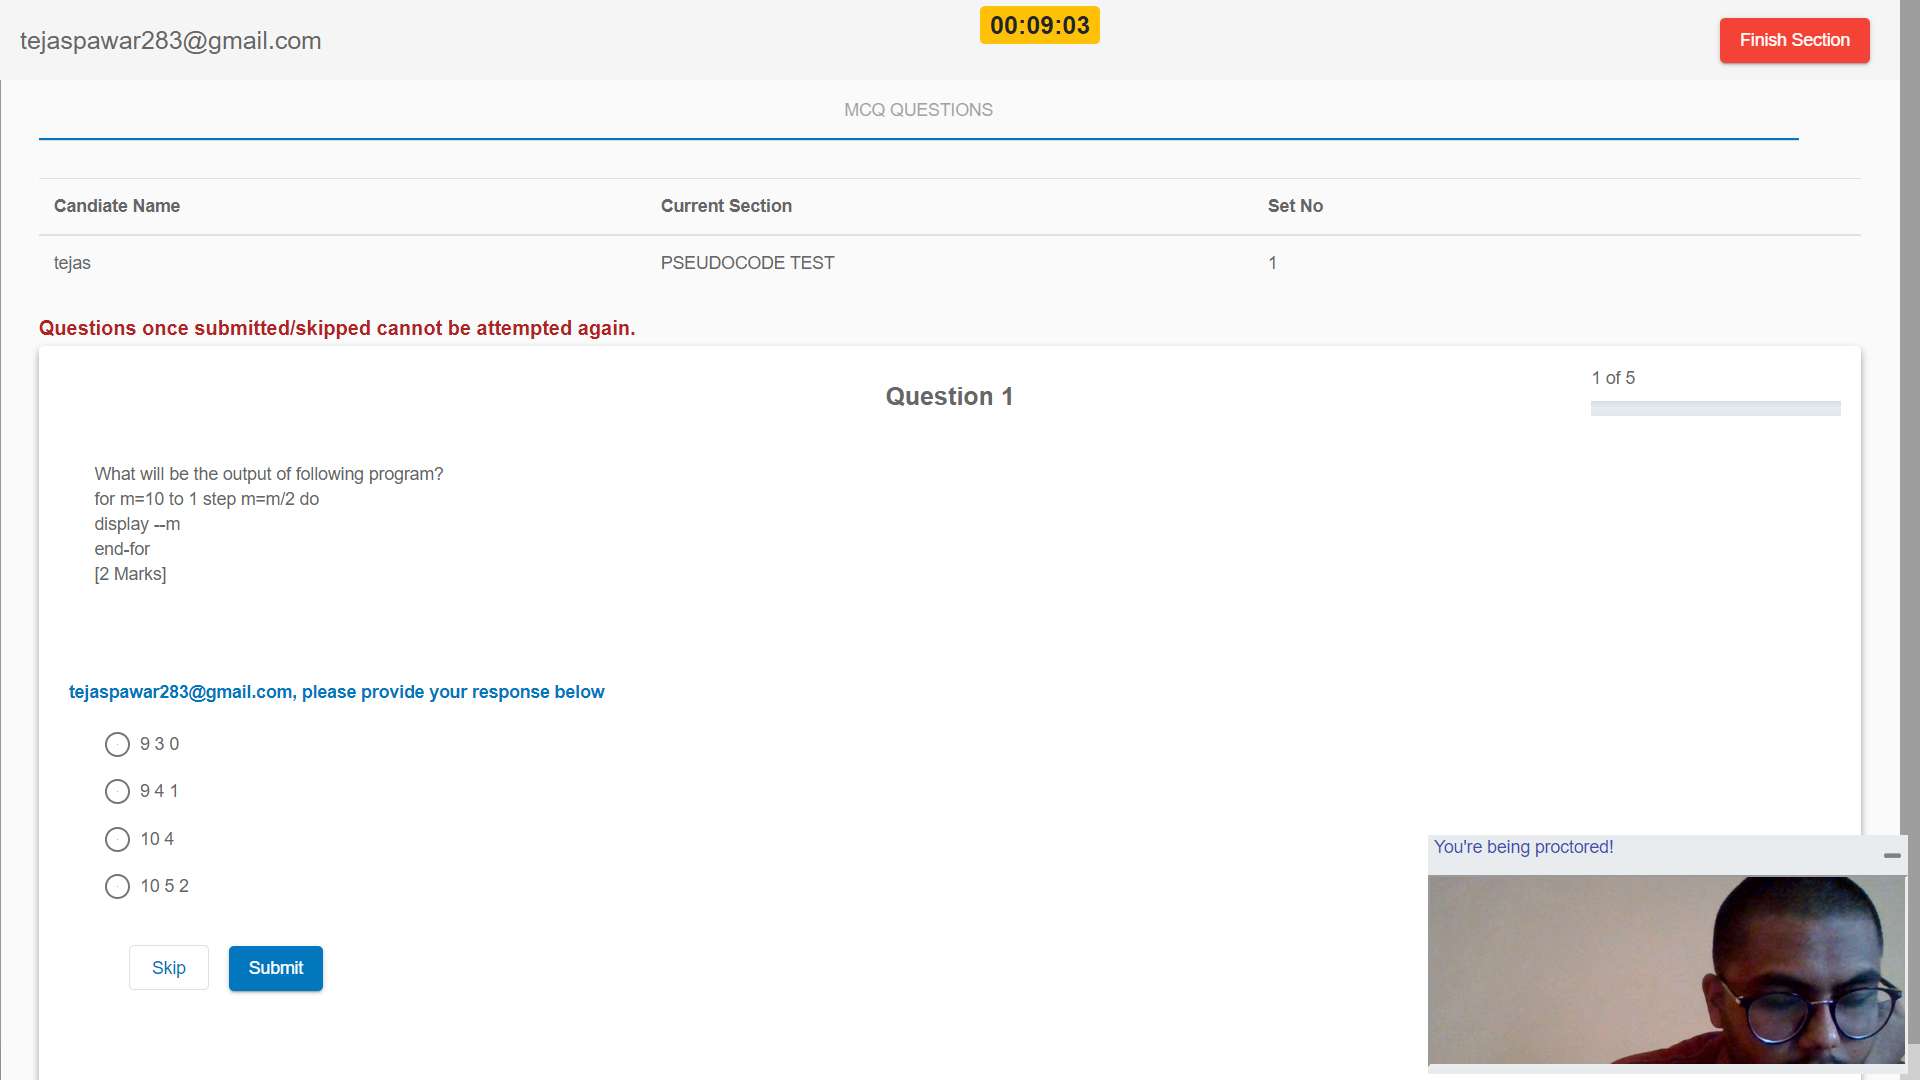 tejaspawar283@gmail.com
00:09:03
Finish Section
MCQ QUESTIONS
Candiate Name Current Section Set No
tejas PSEUDOCODE TEST 1
Questions once submitted/skipped cannot be attempted again.
1 of 5
Question 1
What will be the output of following program?
for m=10 to 1 step m=m/2 do
display --m
end-for
[2 Marks]
tejaspawar283@gmail.com, please provide your response below
9 3 0
9 4 1
10 4
10 5 2
Skip Submit
You're being proctored!